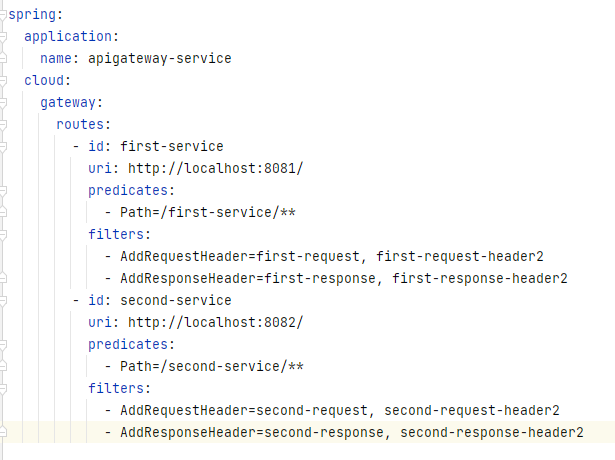 spring:
  application:
    name: apigateway-service
  cloud:
    gateway:
      routes:
        - id: first-service
          uri: http://localhost:8081/
          predicates:
            - Path=/first-service/**
          filters:
            - AddRequestHeader=first-request, first-request-header2
            - AddResponseHeader=first-response, first-response-header2
        - id: second-service
          uri: http://localhost:8082/
          predicates:
            - Path=/second-service/**
          filters:
            - AddRequestHeader=second-request, second-request-header2
            - AddResponseHeader=second-response, second-response-header2